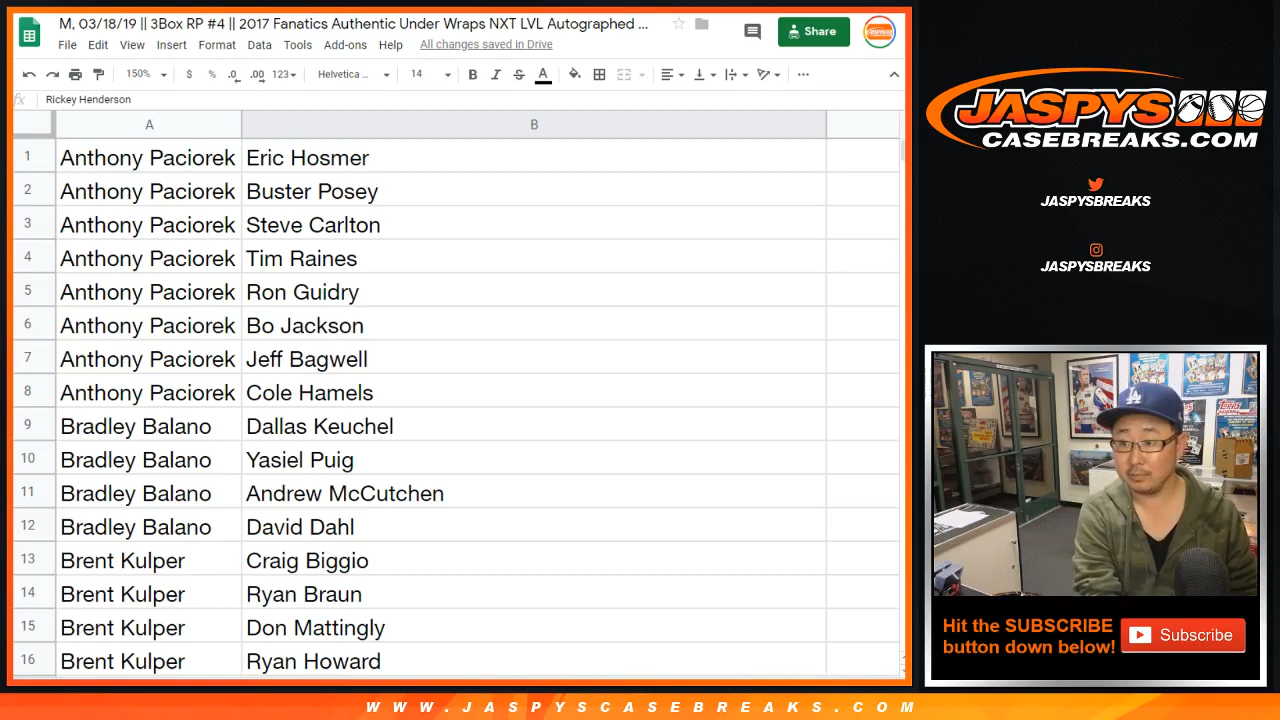 M, 03/18/19 || 3Box RP #4 || 2017 Fanatics Authentic Under Wraps NXT LVL Autographed ...
File Edit View Insert Format Data Tools Add-ons Help All changes saved in Drive
Share
150% $ % .0 .00 123 Helvetica ... 14 B I S A
fx Rickey Henderson
A B
1 Anthony Paciorek Eric Hosmer
2 Anthony Paciorek Buster Posey
3 Anthony Paciorek Steve Carlton
4 Anthony Paciorek Tim Raines
5 Anthony Paciorek Ron Guidry
6 Anthony Paciorek Bo Jackson
7 Anthony Paciorek Jeff Bagwell
8 Anthony Paciorek Cole Hamels
9 Bradley Balano Dallas Keuchel
10 Bradley Balano Yasiel Puig
11 Bradley Balano Andrew McCutchen
12 Bradley Balano David Dahl
13 Brent Kulper Craig Biggio
14 Brent Kulper Ryan Braun
15 Brent Kulper Don Mattingly
16 Brent Kulper Ryan Howard
JASPYS
CASEBREAKS.COM
JASPYSBREAKS
JASPYSBREAKS
LA
Topps
Hit the SUBSCRIBE
button down below!
Subscribe
WWW.JASPYSCASEBREAKS.COM